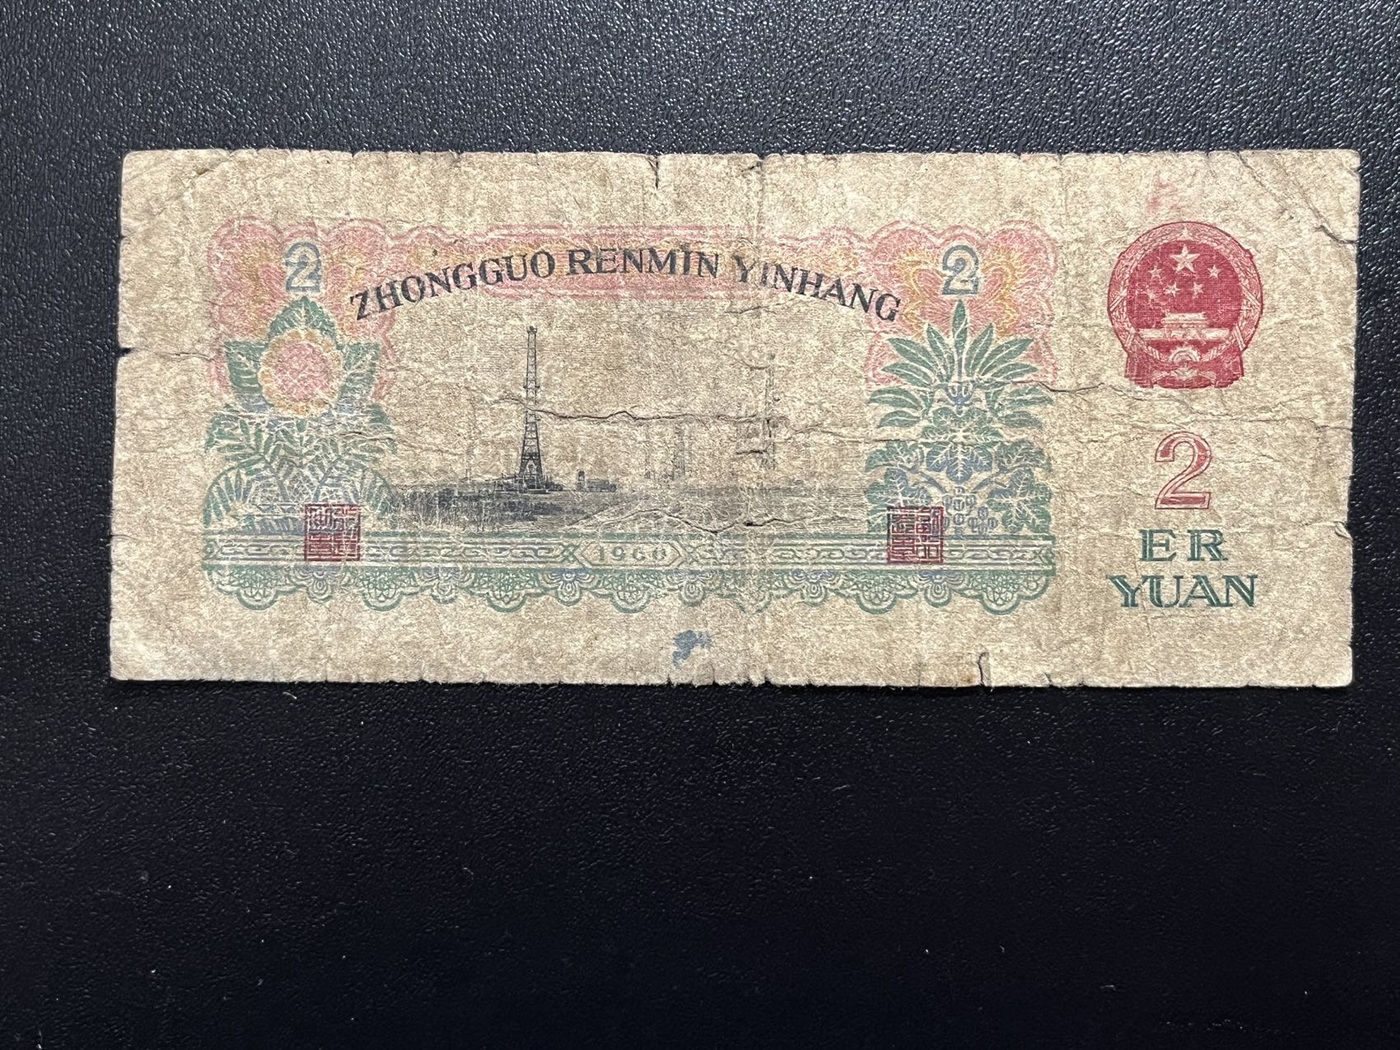 2
2
ZHONGGUO RENMIN YINHANG
1960
2
ER
YUAN